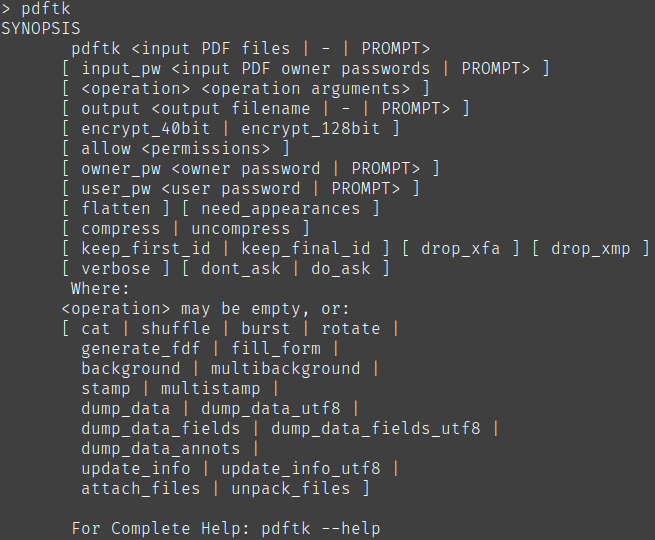 > pdftk
SYNOPSIS
pdftk <input PDF files | - | PROMPT>
[ input_pw <input PDF owner passwords | PROMPT> ]
[ <operation> <operation arguments> ]
[ output <output filename | - | PROMPT> ]
[ encrypt_40bit | encrypt_128bit ]
[ allow <permissions> ]
[ owner_pw <owner password | PROMPT> ]
[ user_pw <user password | PROMPT> ]
[ flatten ] [ need_appearances ]
[ compress | uncompress ]
[ keep_first_id | keep_final_id ] [ drop_xfa ] [ drop_xmp ]
[ verbose ] [ dont_ask | do_ask ]
Where:
<operation> may be empty, or:
[ cat | shuffle | burst | rotate |
generate_fdf | fill_form |
background | multibackground |
stamp | multistamp |
dump_data | dump_data_utf8 |
dump_data_fields | dump_data_fields_utf8 |
dump_data_annots |
update_info | update_info_utf8 |
attach_files | unpack_files ]
For Complete Help: pdftk --help